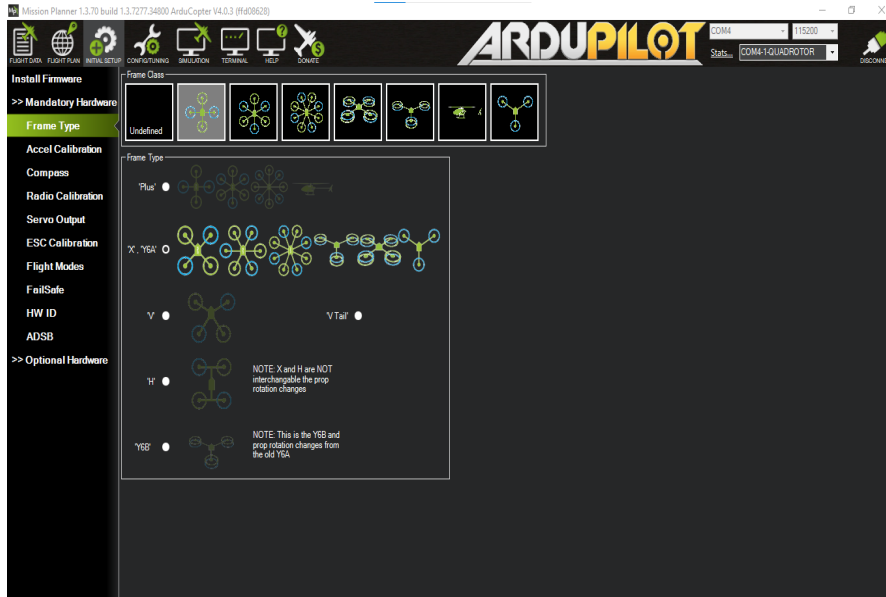 Mission Planner 1.3.70 build 1.3.7277.34800 ArduCopter V4.0.3 (ffd08628)
FLIGHT DATA FLIGHT PLAN INITIAL SETUP CONFIG/TUNING SIMULATION TERMINAL HELP DONATE
ARDUPILOT
COM4 115200
Stats... COM4-1-QUADROTOR
DISCONNE
Install Firmware
>> Mandatory Hardware
Frame Type
Accel Calibration
Compass
Radio Calibration
Servo Output
ESC Calibration
Flight Modes
FailSafe
HW ID
ADSB
>> Optional Hardware
Frame Class
Undefined
Frame Type
'Plus'
'X', 'Y6A'
'V'
'V Tail'
'H'
NOTE: X and H are NOT
interchangable the prop
rotation changes
'Y6B'
NOTE: This is the Y6B and
prop rotation changes from
the old Y6A